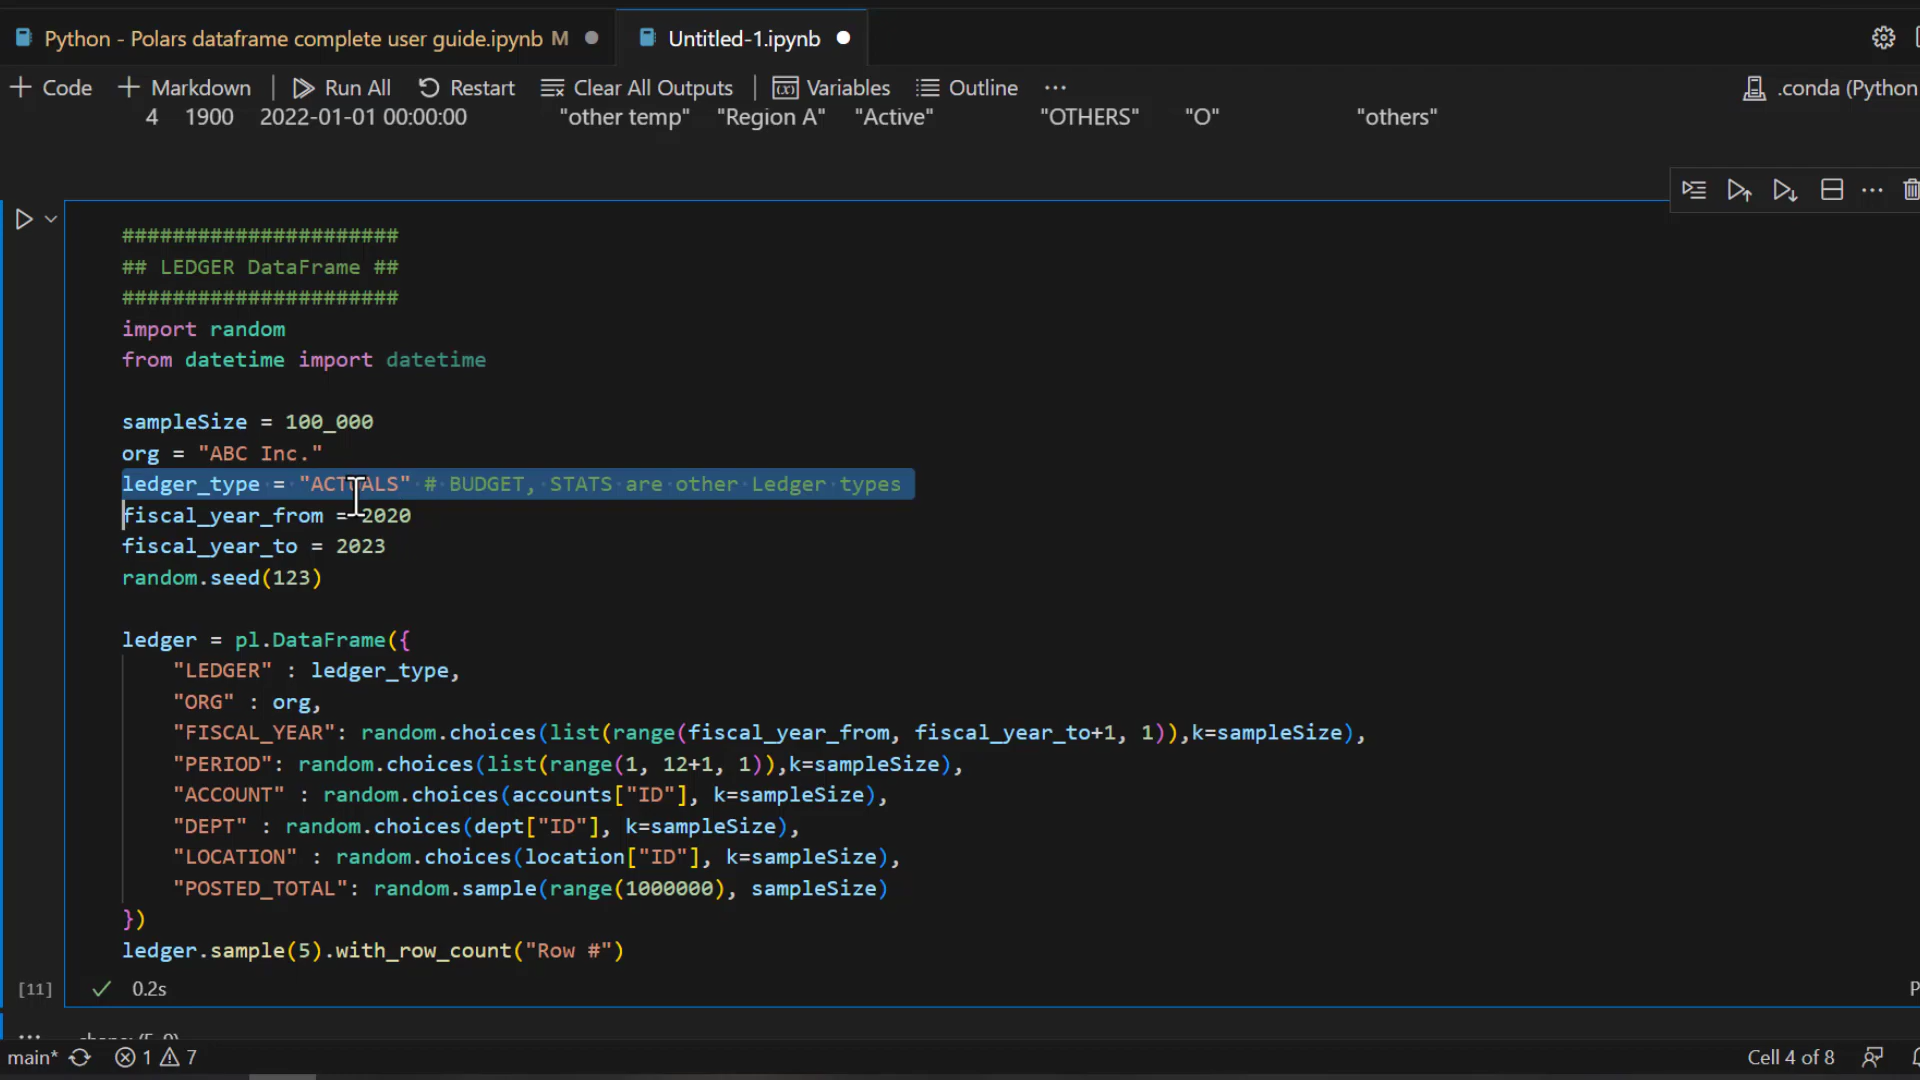 Python - Polars dataframe complete user guide.ipynb M
Untitled-1.ipynb
Code Markdown Run All Restart Clear All Outputs Variables Outline ... .conda (Python
4 1900 2022-01-01 00:00:00 "other temp" "Region A" "Active" "OTHERS" "O" "others"
######################
## LEDGER DataFrame ##
######################
import random
from datetime import datetime
sampleSize = 100_000
org = "ABC Inc."
ledger_type = "ACTUALS" # BUDGET, STATS are other Ledger types
fiscal_year_from = 2020
fiscal_year_to = 2023
random.seed(123)
ledger = pl.DataFrame({
"LEDGER" : ledger_type,
"ORG" : org,
"FISCAL_YEAR": random.choices(list(range(fiscal_year_from, fiscal_year_to+1, 1)),k=sampleSize),
"PERIOD": random.choices(list(range(1, 12+1, 1)),k=sampleSize),
"ACCOUNT" : random.choices(accounts["ID"], k=sampleSize),
"DEPT" : random.choices(dept["ID"], k=sampleSize),
"LOCATION" : random.choices(location["ID"], k=sampleSize),
"POSTED_TOTAL": random.sample(range(1000000), sampleSize)
})
ledger.sample(5).with_row_count("Row #")
[11] 0.2s
main* 1 7 Cell 4 of 8